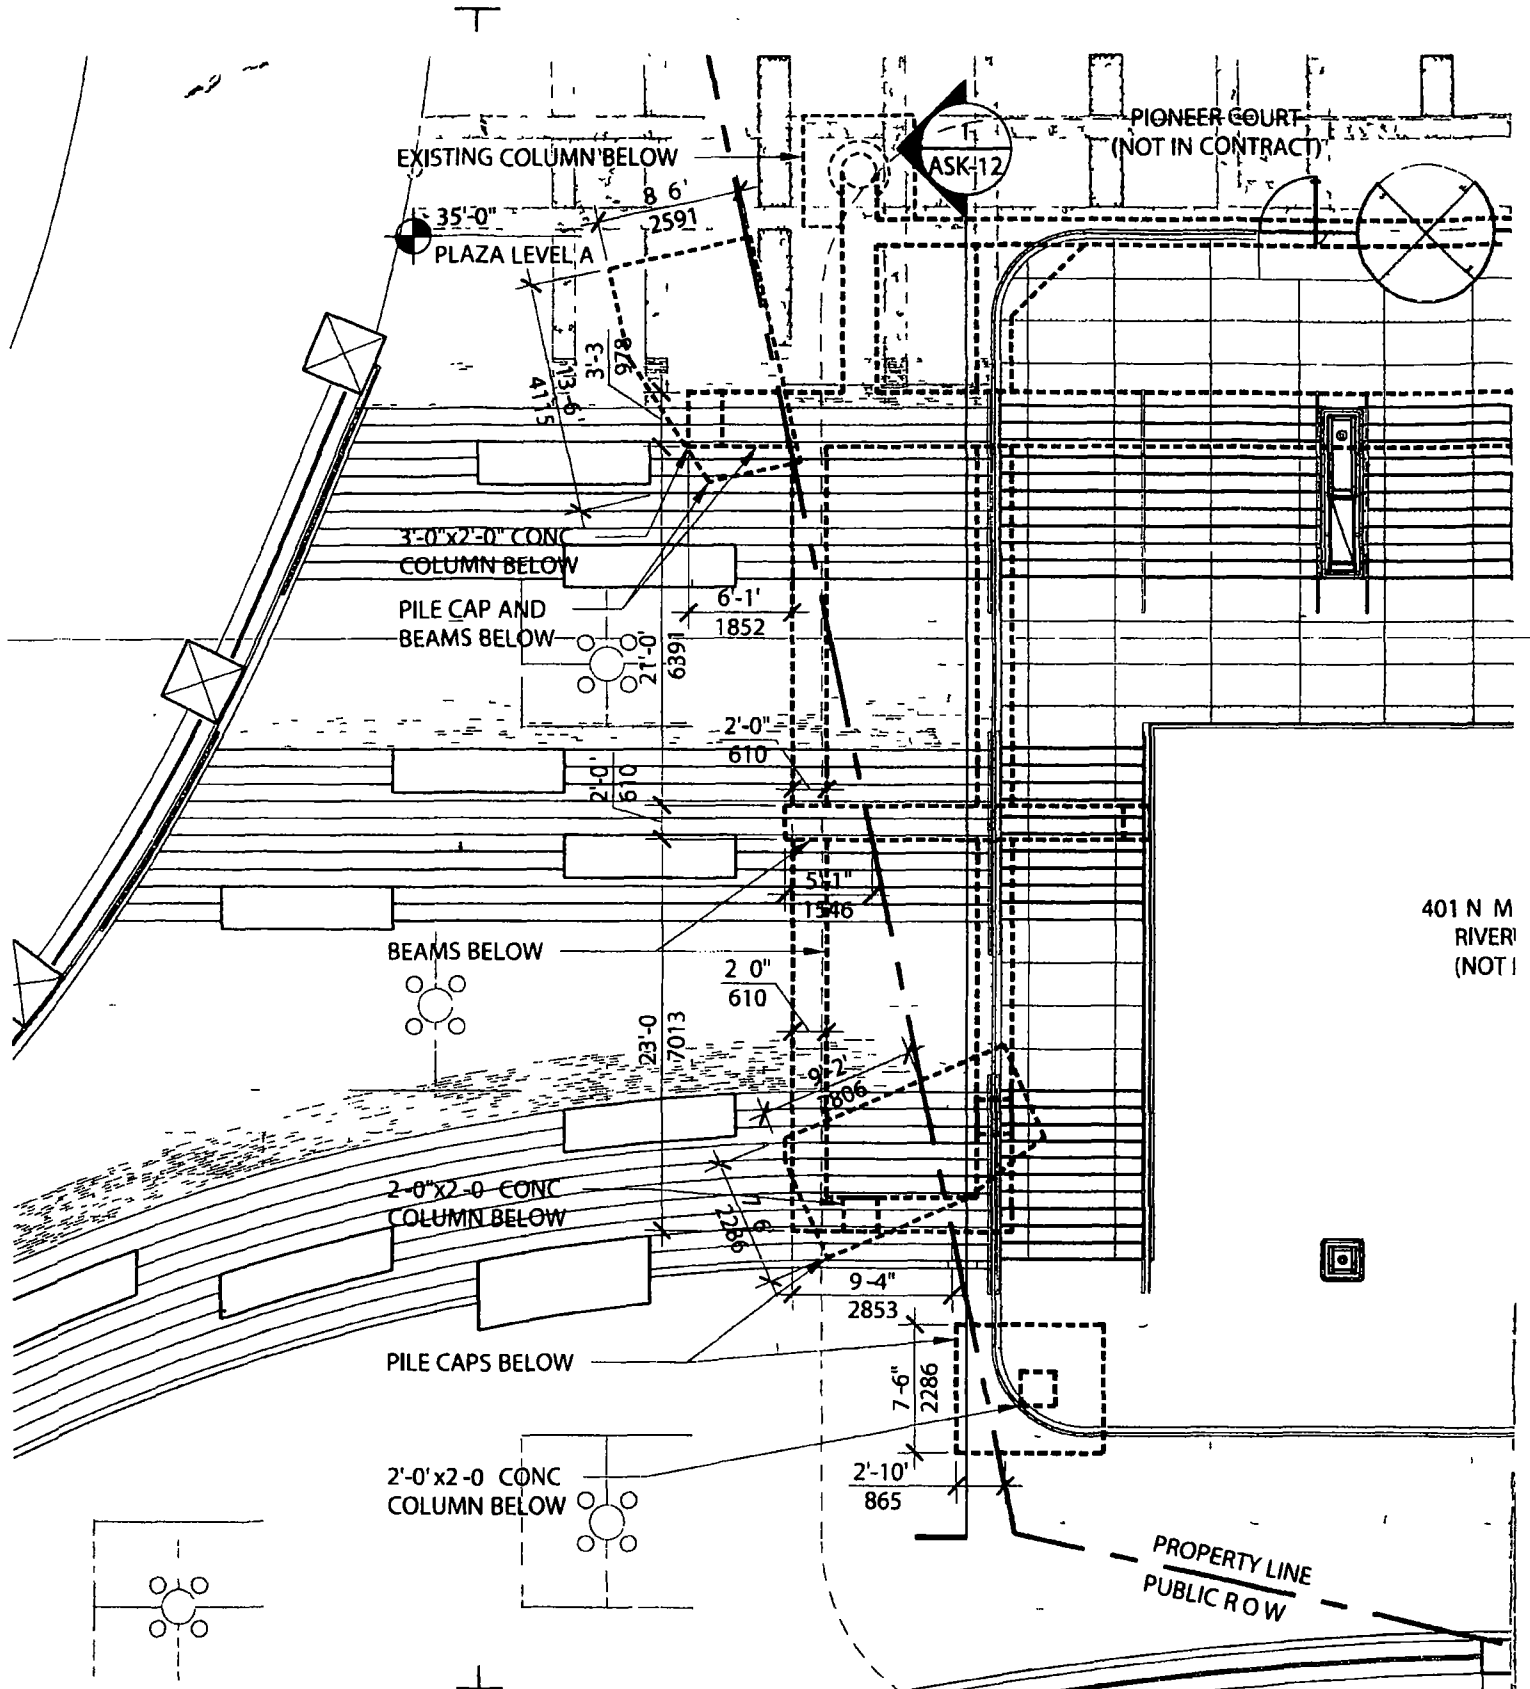 PIONEER COURT
(NOT IN CONTRACT)
1
ASK-12
EXISTING COLUMN BELOW
8 6'
2591
35'-0"
PLAZA LEVEL A
3'-3
978
13'-6'
4115
3'-0"x2'-0" CONC
COLUMN BELOW
PILE CAP AND
BEAMS BELOW
6'-1'
1852
21'-0'
6391
2'-0"
610
2'-0'
610
5'-1"
1546
401 N M
RIVER
(NOT
BEAMS BELOW
2 0"
610
23'-0
7013
9'-2'
2-0"x2-0 CONC
COLUMN BELOW
7 6'
2286
9-4"
2853
PILE CAPS BELOW
7-6"
2286
2'-0'x2-0 CONC
COLUMN BELOW
2'-10'
865
PROPERTY LINE
PUBLIC R O W